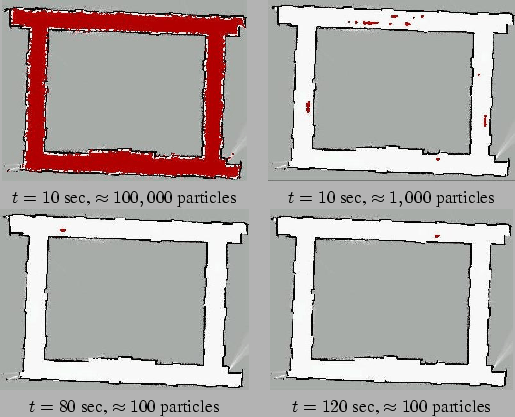 t = 10 sec, ≈ 100, 000 particles
t = 10 sec, ≈ 1,000 particles
t = 80 sec, ≈ 100 particles
t = 120 sec, ≈ 100 particles